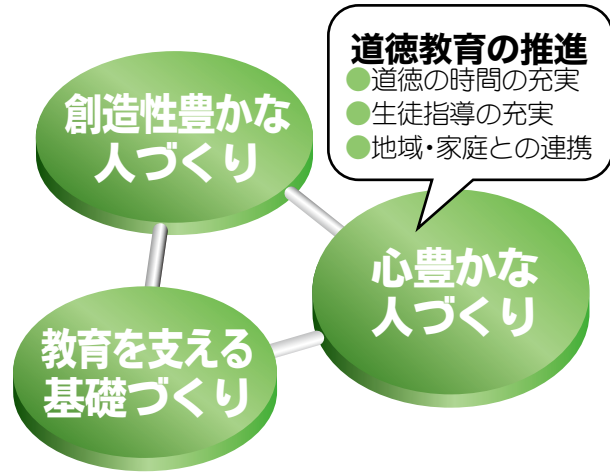 道徳教育の推進
●道徳の時間の充実
●生徒指導の充実
●地域・家庭との連携
創造性豊かな
人づくり
心豊かな
人づくり
教育を支える
基礎づくり